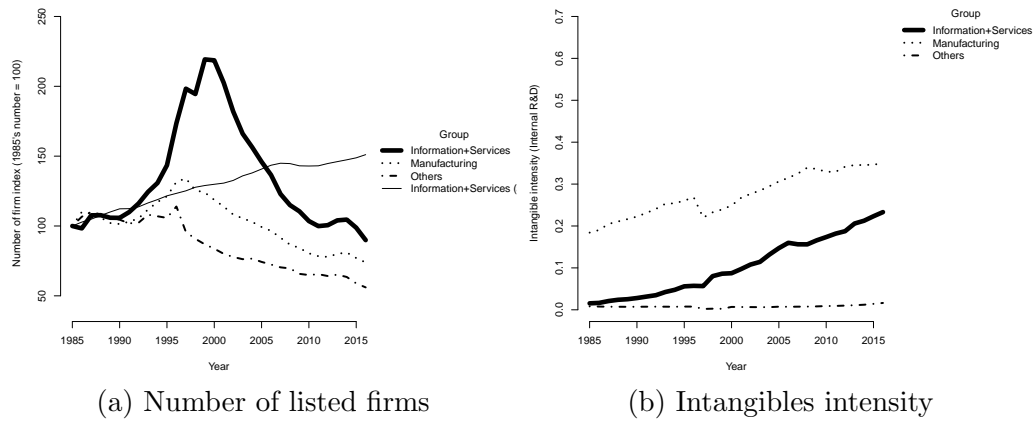 Number of firm index (1985's number = 100)
250
200
150
100
50
1985 1990 1995 2000 2005 2010 2015
Year
Group
Information+Services
Manufacturing
Others
Information+Services (
(a) Number of listed firms
Intangible intensity (Internal R&D)
0.7
0.6
0.5
0.4
0.3
0.2
0.1
0.0
1985 1990 1995 2000 2005 2010 2015
Year
Group
Information+Services
Manufacturing
Others
(b) Intangibles intensity